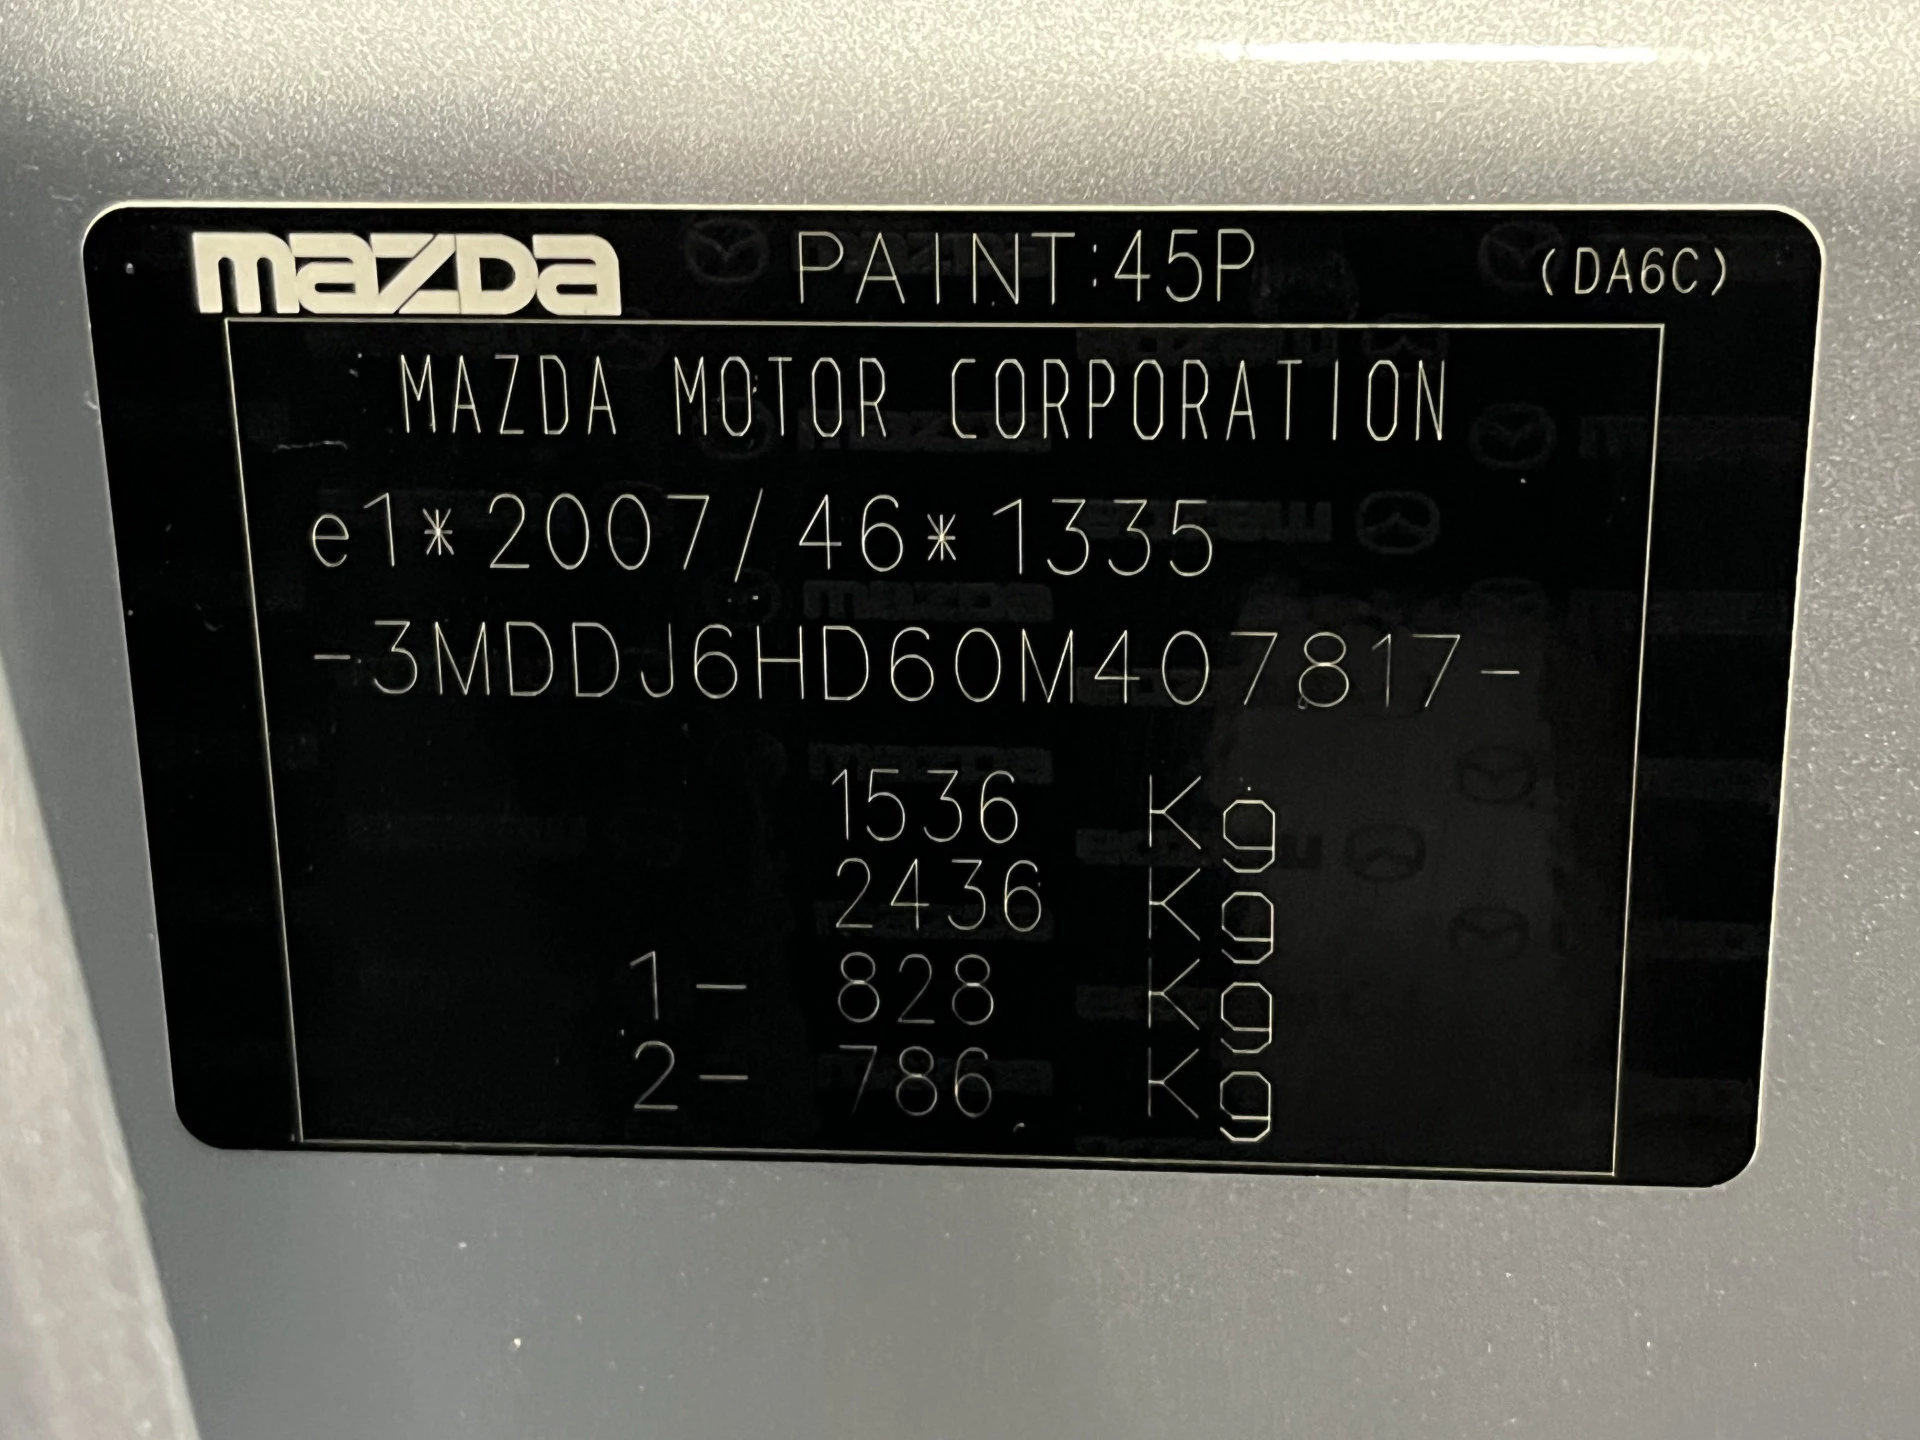 mazda PAINT:45P (DA6C)
MAZDA MOTOR CORPORATION
e1*2007/46*1335
-3MDDJ6HD60M407817-
1536 Kg
2436 Kg
1- 828 Kg
2- 786 Kg